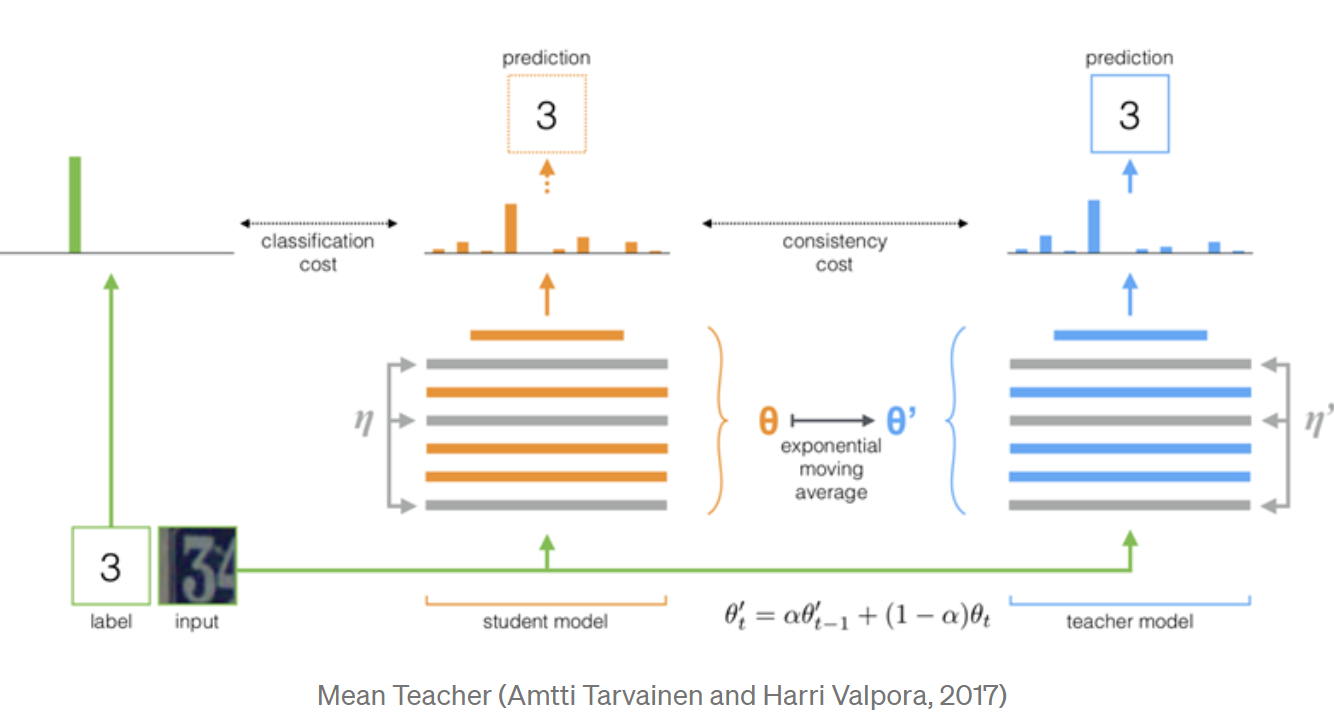 prediction
3
prediction
3
classification
cost
consistency
cost
η
θ
θ’
exponential
moving
average
η’
3
34
label
input
student model
θ′ₜ = αθ′ₜ₋₁ + (1 − α)θₜ
teacher model
Mean Teacher (Amtti Tarvainen and Harri Valpora, 2017)